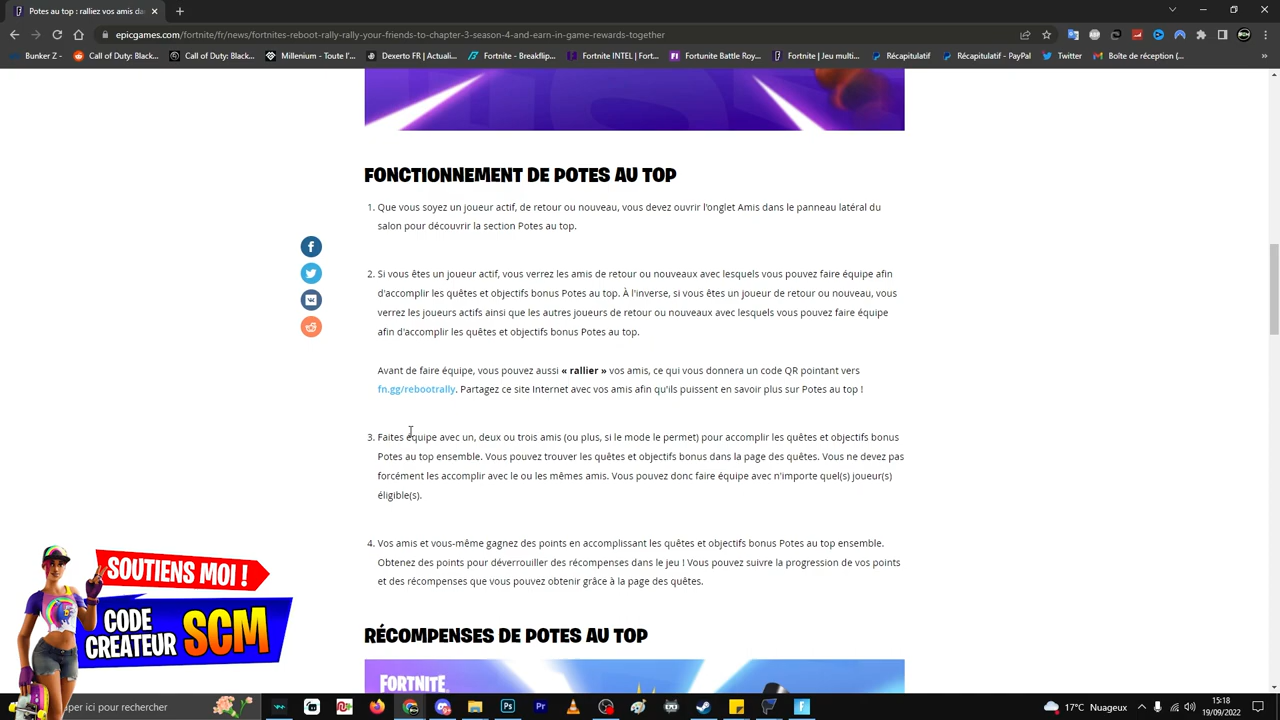 Potes au top : ralliez vos amis da
epicgames.com/fortnite/fr/news/fortnites-reboot-rally-rally-your-friends-to-chapter-3-season-4-and-earn-in-game-rewards-together
Bunker Z -
Call of Duty: Black...
Call of Duty: Black...
Millenium - Toute l'...
Dexerto FR | Actuali...
Fortnite - Breakflip...
Fortnite INTEL | Fort...
Fortunite Battle Roy...
Fortnite | Jeu multi...
Récapitulatif
Récapitulatif - PayPal
Twitter
Boîte de réception (...
FONCTIONNEMENT DE POTES AU TOP
1. Que vous soyez un joueur actif, de retour ou nouveau, vous devez ouvrir l'onglet Amis dans le panneau latéral du
salon pour découvrir la section Potes au top.
2. Si vous êtes un joueur actif, vous verrez les amis de retour ou nouveaux avec lesquels vous pouvez faire équipe afin
d'accomplir les quêtes et objectifs bonus Potes au top. À l'inverse, si vous êtes un joueur de retour ou nouveau, vous
verrez les joueurs actifs ainsi que les autres joueurs de retour ou nouveaux avec lesquels vous pouvez faire équipe
afin d'accomplir les quêtes et objectifs bonus Potes au top.
Avant de faire équipe, vous pouvez aussi « rallier » vos amis, ce qui vous donnera un code QR pointant vers
fn.gg/rebootrally. Partagez ce site Internet avec vos amis afin qu'ils puissent en savoir plus sur Potes au top !
3. Faites équipe avec un, deux ou trois amis (ou plus, si le mode le permet) pour accomplir les quêtes et objectifs bonus
Potes au top ensemble. Vous pouvez trouver les quêtes et objectifs bonus dans la page des quêtes. Vous ne devez pas
forcément les accomplir avec le ou les mêmes amis. Vous pouvez donc faire équipe avec n'importe quel(s) joueur(s)
éligible(s).
4. Vos amis et vous-même gagnez des points en accomplissant les quêtes et objectifs bonus Potes au top ensemble.
Obtenez des points pour déverrouiller des récompenses dans le jeu ! Vous pouvez suivre la progression de vos points
et des récompenses que vous pouvez obtenir grâce à la page des quêtes.
SOUTIENS MOI !
CODE
CREATEUR SCM
RÉCOMPENSES DE POTES AU TOP
FORTNITE
aper ici pour rechercher
17°C Nuageux
15:18
19/09/2022